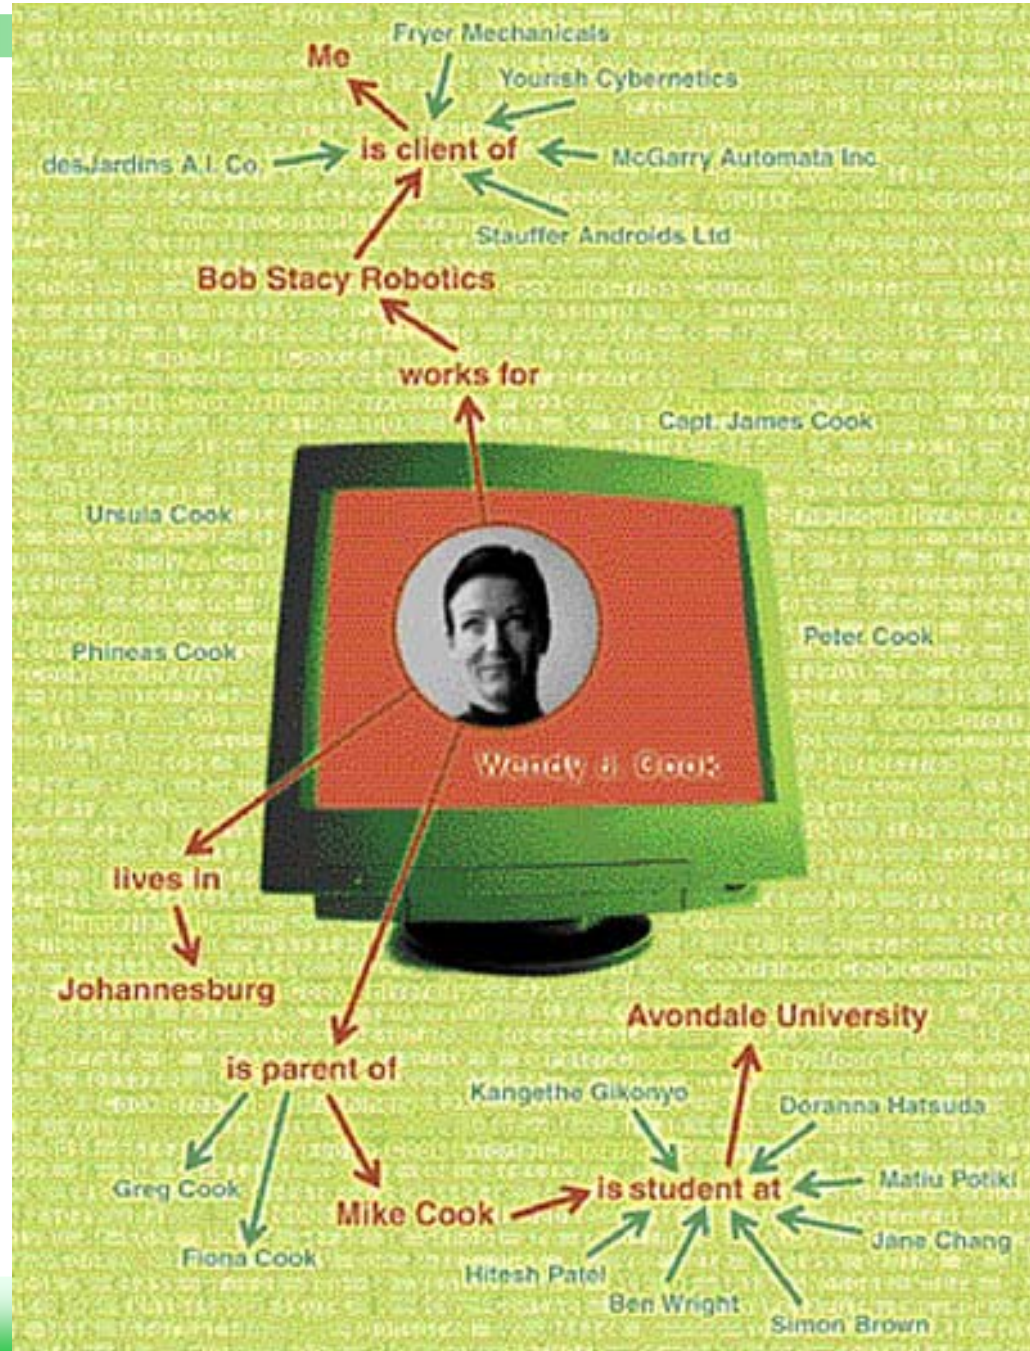 Fryer Mechanicals
Me
Yourish Cybernetics
is client of
desJardins A.I. Co.
McGarry Automata Inc.
Stauffer Androids Ltd
Bob Stacy Robotics
works for
Capt. James Cook
Ursula Cook
Peter Cook
Phineas Cook
Wendy Cook
lives in
Johannesburg
Avondale University
is parent of
Kangethe Gikonyo
Doranna Hatsuda
Greg Cook
is student at
Matiu Potiki
Mike Cook
Jane Chang
Fiona Cook
Hitesh Patel
Ben Wright
Simon Brown